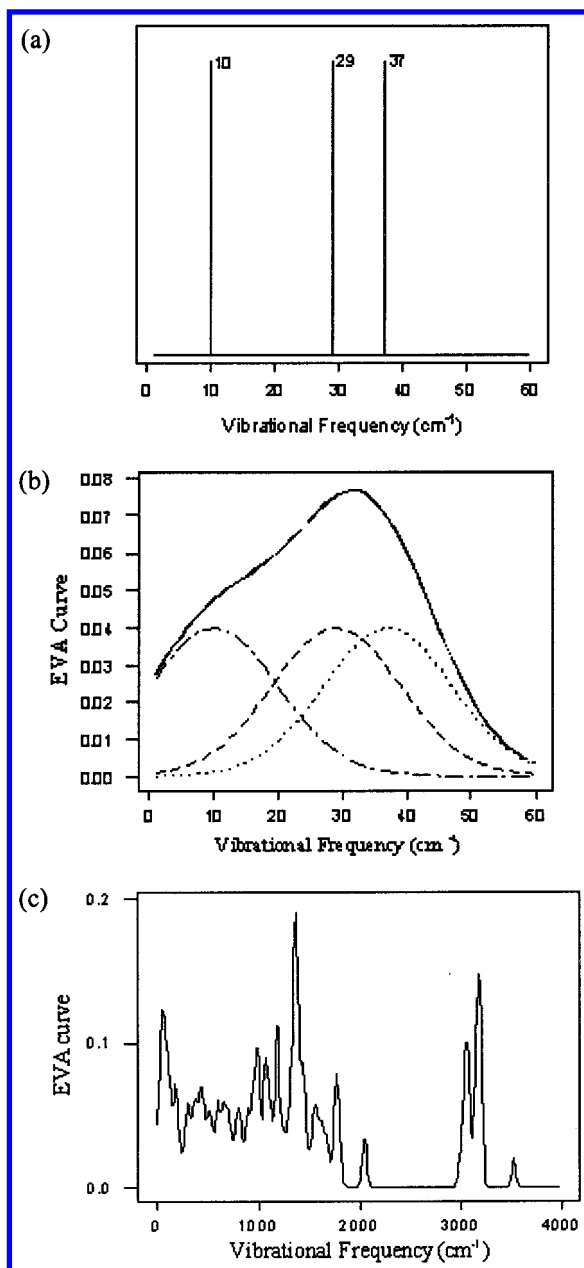 (a)
10 29 37
0 10 20 30 40 50 60
Vibrational Frequency (cm⁻¹)
(b)
0.08
0.07
0.06
0.05
0.04
0.03
0.02
0.01
0.00
EVA Curve
0 10 20 30 40 50 60
Vibrational Frequency (cm⁻¹)
(c)
0.2
0.1
0.0
EVA curve
0 1000 2000 3000 4000
Vibrational Frequency (cm⁻¹)